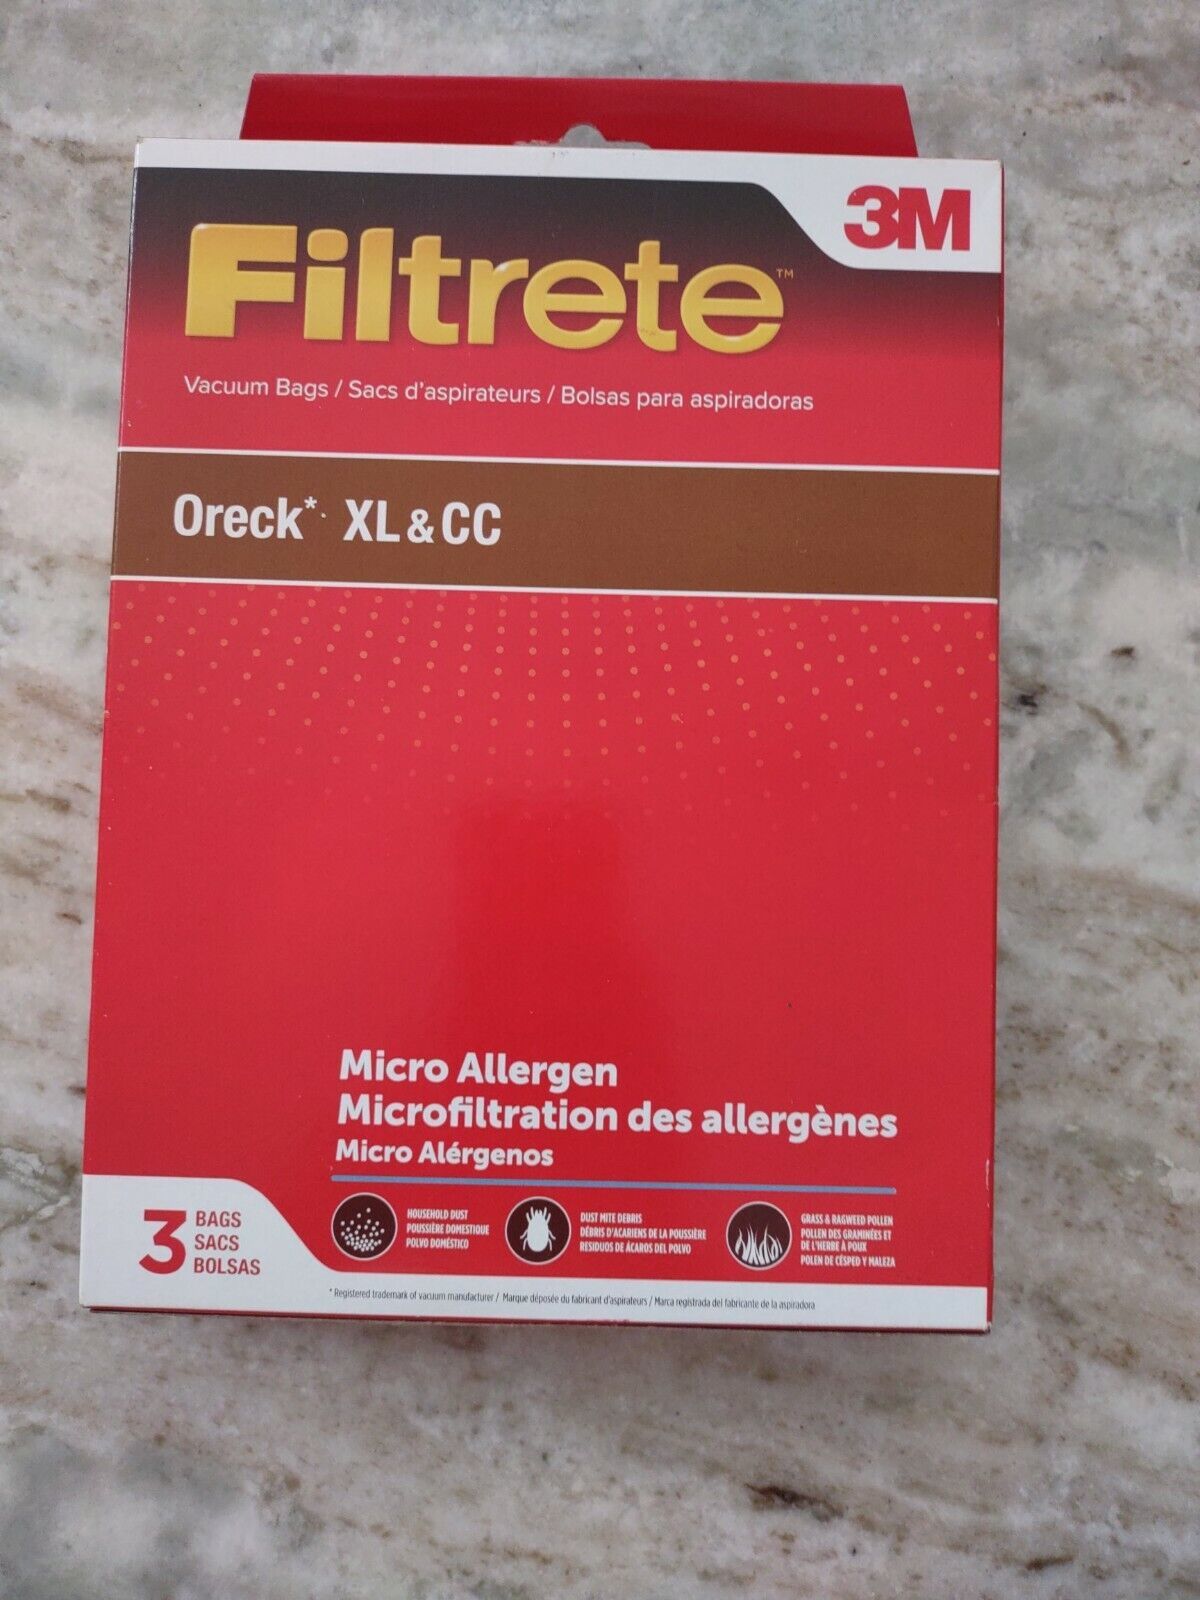 3M
Filtrete™
Vacuum Bags / Sacs d'aspirateurs / Bolsas para aspiradoras
Oreck* XL & CC
Micro Allergen
Microfiltration des allergènes
Micro Alérgenos
HOUSEHOLD DUST
POUSSIÈRE DOMESTIQUE
POLVO DOMÉSTICO
DUST MITE DEBRIS
DÉBRIS D'ACARIENS DE LA POUSSIÈRE
RESIDUOS DE ÁCAROS DEL POLVO
GRASS & RAGWEED POLLEN
POLLEN DES GRAMINÉES ET
DE L'HERBE À POUX
POLEN DE CÉSPED Y MALEZA
3 BAGS
SACS
BOLSAS
* Registered trademark of vacuum manufacturer / Marque déposée du fabricant d'aspirateurs / Marca registrada del fabricante de la aspiradora